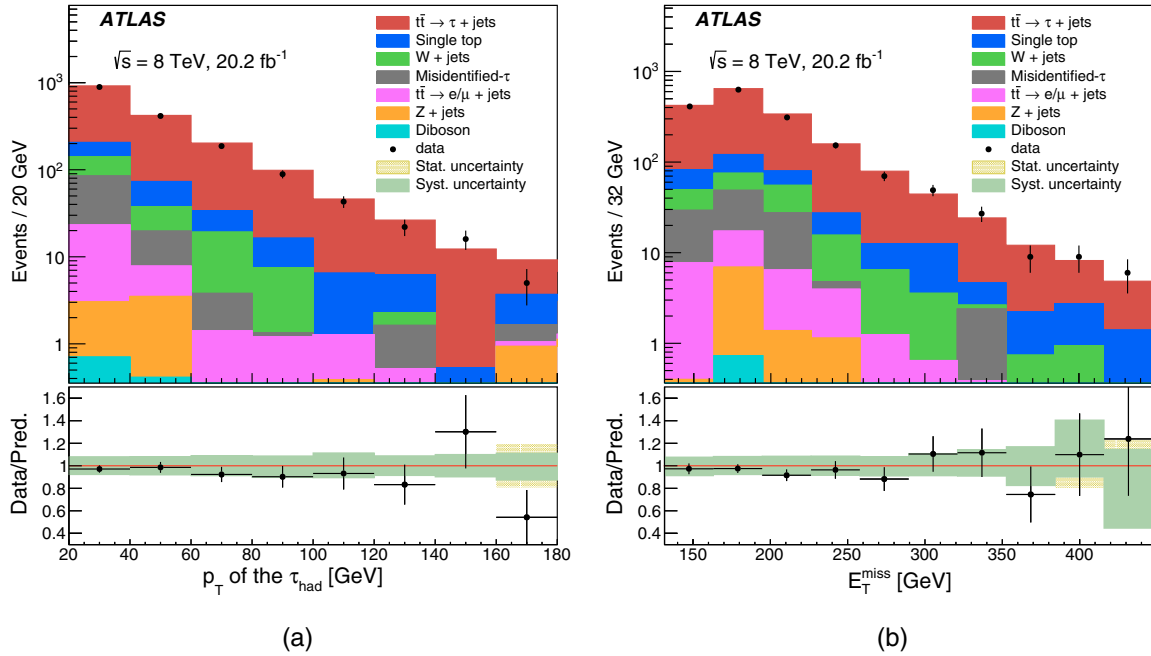 ATLAS
√s = 8 TeV, 20.2 fb⁻¹
tt̄ → τ + jets
Single top
W + jets
Misidentified-τ
tt̄ → e/μ + jets
Z + jets
Diboson
data
Stat. uncertainty
Syst. uncertainty
Events / 20 GeV
10³
10²
10
1
Data/Pred.
1.6
1.4
1.2
1
0.8
0.6
0.4
20 40 60 80 100 120 140 160 180
p_T of the τ_had [GeV]
(a)
ATLAS
√s = 8 TeV, 20.2 fb⁻¹
tt̄ → τ + jets
Single top
W + jets
Misidentified-τ
tt̄ → e/μ + jets
Z + jets
Diboson
data
Stat. uncertainty
Syst. uncertainty
Events / 32 GeV
10³
10²
10
1
Data/Pred.
1.6
1.4
1.2
1
0.8
0.6
0.4
150 200 250 300 350 400
E_T^miss [GeV]
(b)